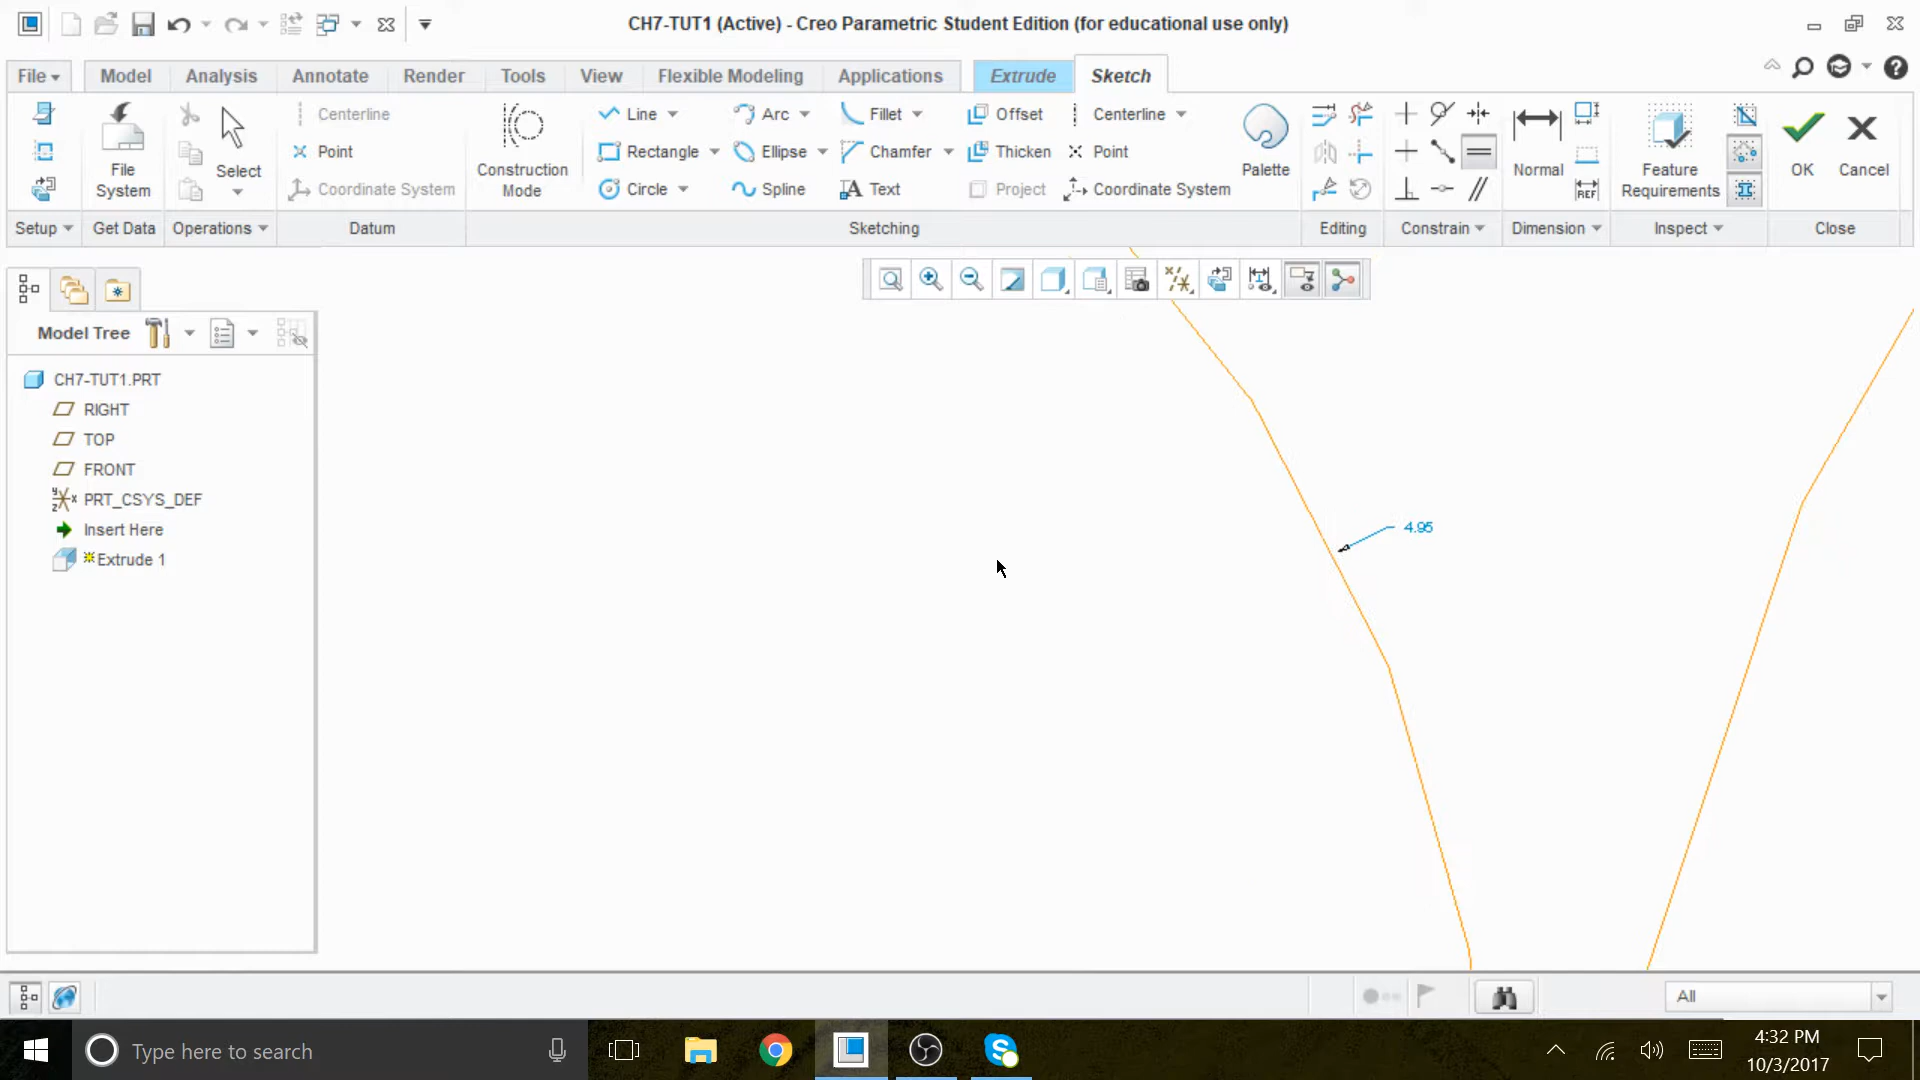 CH7-TUT1 (Active) - Creo Parametric Student Edition (for educational use only)
File Model Analysis Annotate Render Tools View Flexible Modeling Applications Extrude Sketch
Centerline Line Arc Fillet Offset Centerline
Point Rectangle Ellipse Chamfer Thicken Point
Coordinate System Circle Spline Text Project Coordinate System
File System
Select
Construction Mode
Palette
Normal
REF
Feature Requirements
OK
Cancel
Setup Get Data Operations Datum Sketching Editing Constrain Dimension Inspect Close
Model Tree
CH7-TUT1.PRT
RIGHT
TOP
FRONT
PRT_CSYS_DEF
Insert Here
Extrude 1
4.95
All
Type here to search
4:32 PM
10/3/2017